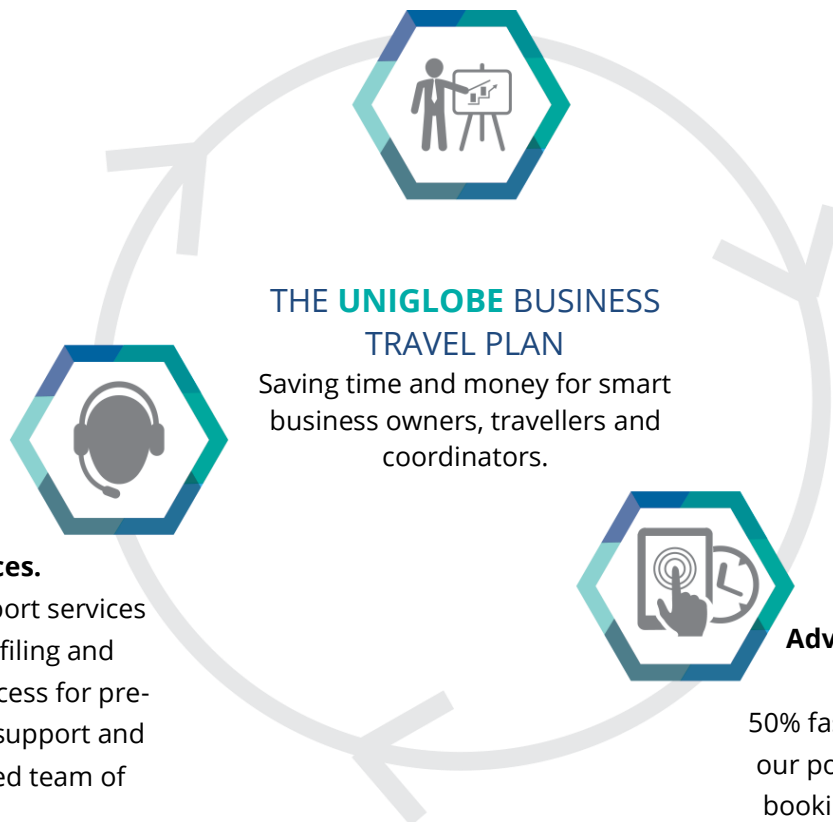 THE UNIGLOBE BUSINESS
TRAVEL PLAN
Saving time and money for smart
business owners, travellers and
coordinators.
ces.
port services
filing and
cess for pre-
support and
ed team of
Adv
50% fas
our po
booki